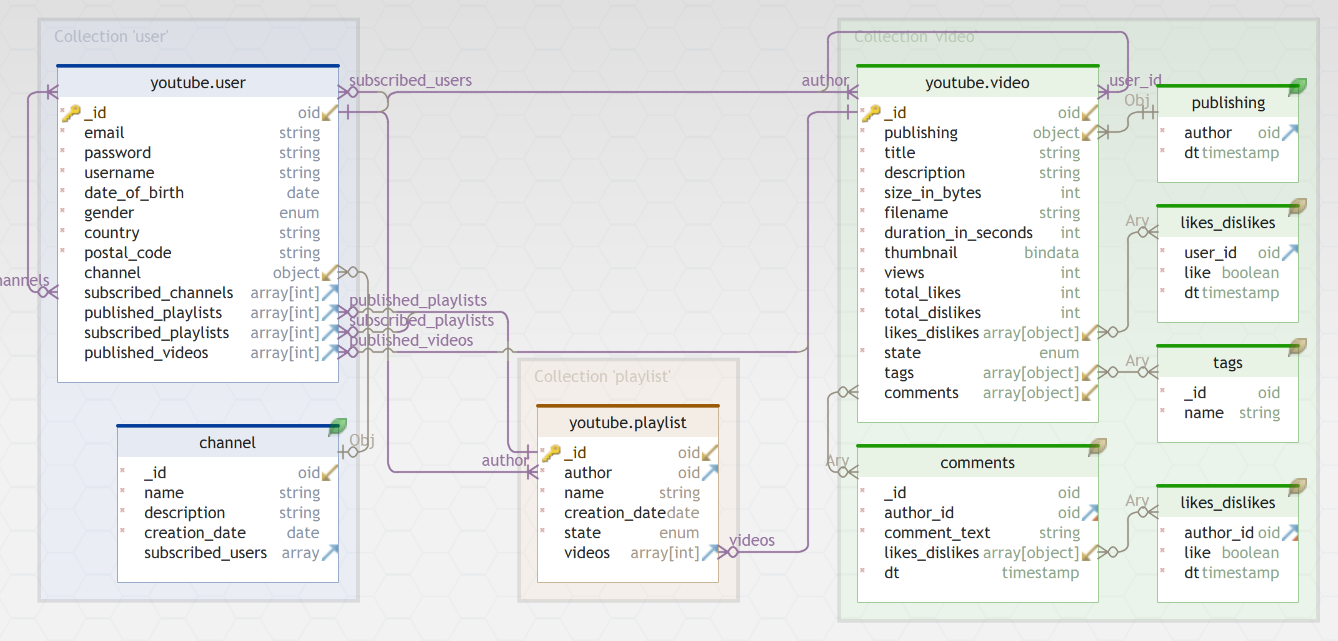 Collection 'user'
youtube.user
_id oid
email string
password string
username string
date_of_birth date
gender enum
country string
postal_code string
channel object
subscribed_channels array[int]
published_playlists array[int]
subscribed_playlists array[int]
published_videos array[int]
hannels
channel
_id oid
name string
description string
creation_date date
subscribed_users array
Obj
subscribed_users
published_playlists
subscribed_playlists
published_videos
Collection 'playlist'
youtube.playlist
_id oid
author oid
name string
creation_date date
state enum
videos array[int]
author
videos
Collection 'video'
author
user_id
youtube.video
_id oid
publishing object
title string
description string
size_in_bytes int
filename string
duration_in_seconds int
thumbnail bindata
views int
total_likes int
total_dislikes int
likes_dislikes array[object]
state enum
tags array[object]
comments array[object]
Obj
publishing
author oid
dt timestamp
Ary
likes_dislikes
user_id oid
like boolean
dt timestamp
Ary
tags
_id oid
name string
Ary
comments
_id oid
author_id oid
comment_text string
likes_dislikes array[object]
dt timestamp
Ary
likes_dislikes
author_id oid
like boolean
dt timestamp